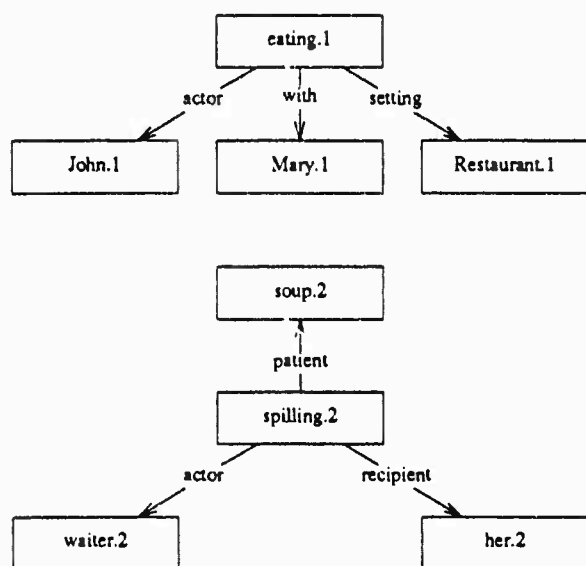 eating.1
actor with setting
John.1 Mary.1 Restaurant.1
soup.2
patient
spilling.2
actor recipient
waiter.2 her.2